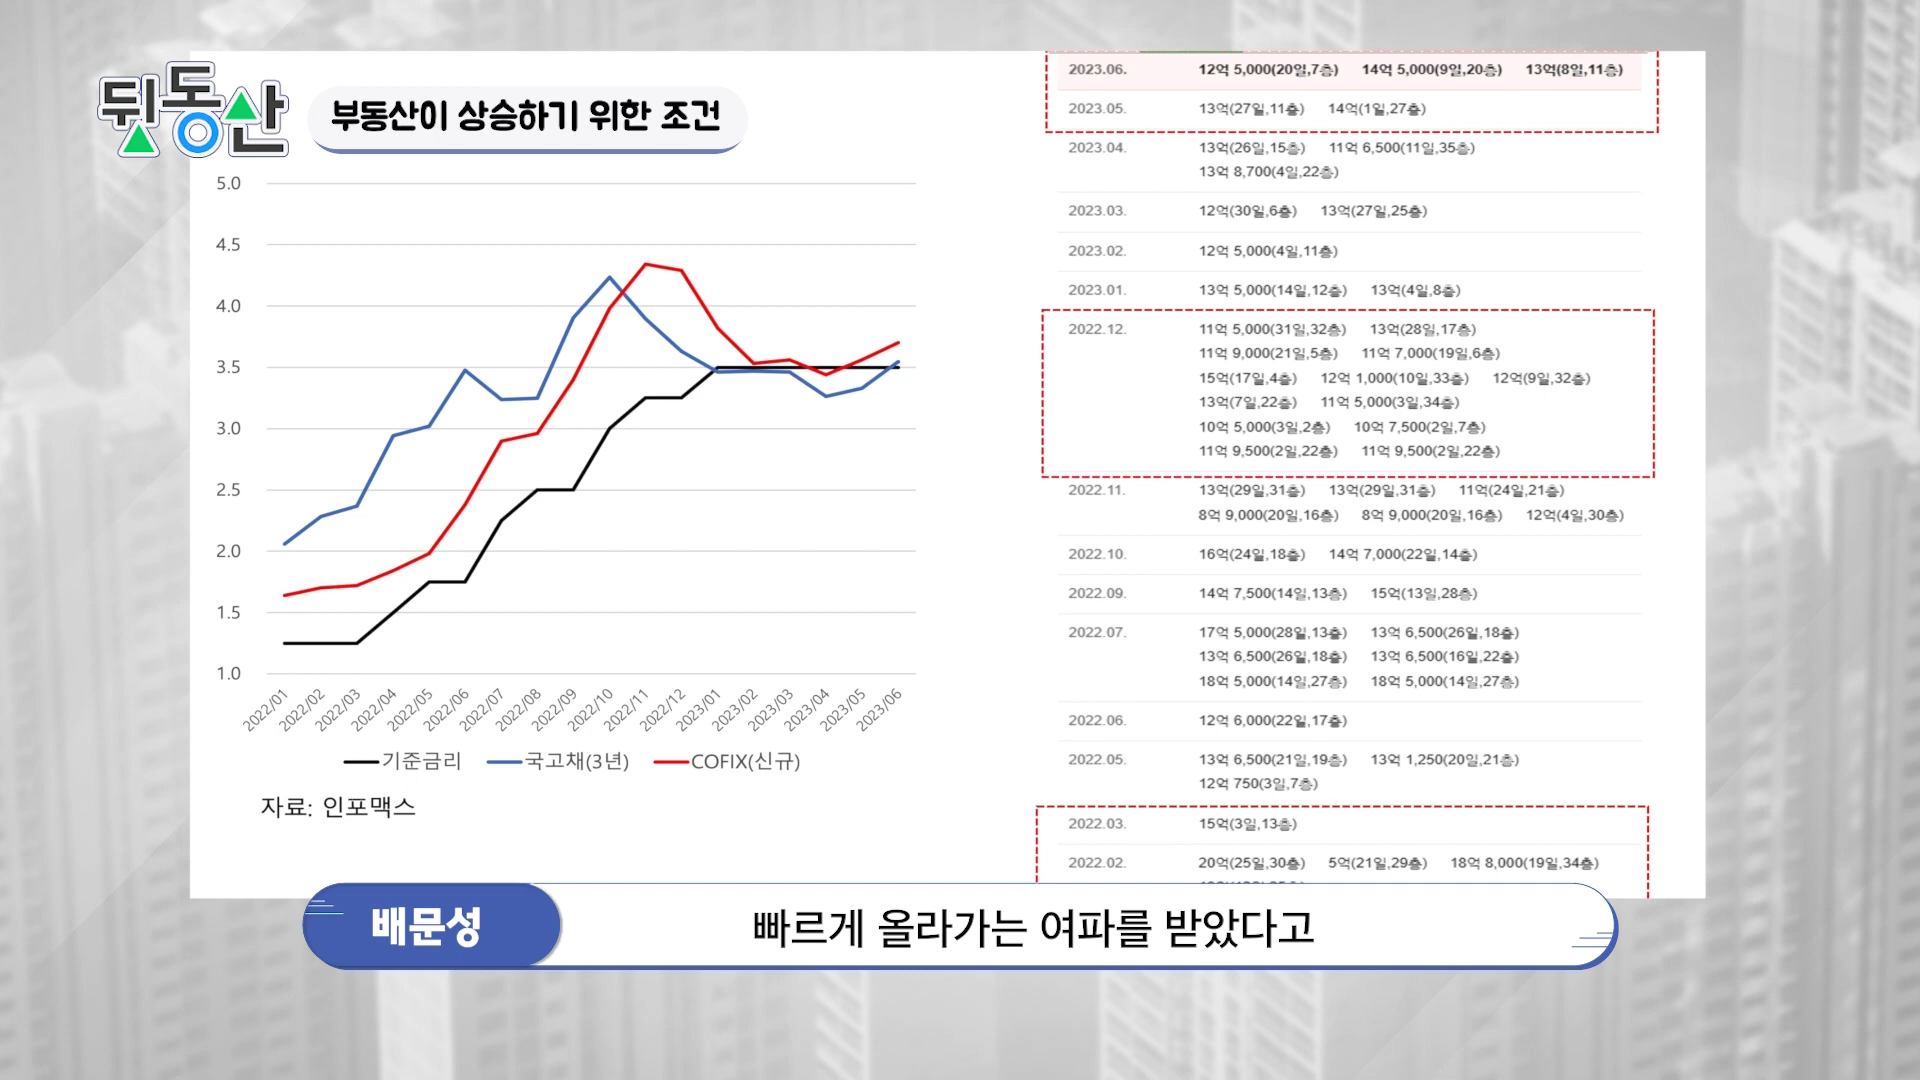 뒷동산
부동산이 상승하기 위한 조건
5.0
4.5
4.0
3.5
3.0
2.5
2.0
1.5
1.0
2022/01 2022/02 2022/03 2022/04 2022/05 2022/06 2022/07 2022/08 2022/09 2022/10 2022/11 2022/12 2023/01 2023/02 2023/03 2023/04 2023/05 2023/06
기준금리 국고채(3년) COFIX(신규)
자료: 인포맥스
2023.06. 12억 5,000(20일,7층) 14억 5,000(9일,20층) 13억(8일,11층)
2023.05. 13억(27일,11층) 14억(1일,27층)
2023.04. 13억(26일,15층) 11억 6,500(11일,35층)
13억 8,700(4일,22층)
2023.03. 12억(30일,6층) 13억(27일,25층)
2023.02. 12억 5,000(4일,11층)
2023.01. 13억 5,000(14일,12층) 13억(4일,8층)
2022.12. 11억 5,000(31일,32층) 13억(28일,17층)
11억 9,000(21일,5층) 11억 7,000(19일,6층)
15억(17일,4층) 12억 1,000(10일,33층) 12억(9일,32층)
13억(7일,22층) 11억 5,000(3일,34층)
10억 5,000(3일,2층) 10억 7,500(2일,7층)
11억 9,500(2일,22층) 11억 9,500(2일,22층)
2022.11. 13억(29일,31층) 13억(29일,31층) 11억(24일,21층)
8억 9,000(20일,16층) 8억 9,000(20일,16층) 12억(4일,30층)
2022.10. 16억(24일,18층) 14억 7,000(22일,14층)
2022.09. 14억 7,500(14일,13층) 15억(13일,28층)
2022.07. 17억 5,000(28일,13층) 13억 6,500(26일,18층)
13억 6,500(26일,18층) 13억 6,500(16일,22층)
18억 5,000(14일,27층) 18억 5,000(14일,27층)
2022.06. 12억 6,000(22일,17층)
2022.05. 13억 6,500(21일,19층) 13억 1,250(20일,21층)
12억 750(3일,7층)
2022.03. 15억(3일,13층)
2022.02. 20억(25일,30층) 5억(21일,29층) 18억 8,000(19일,34층)
배문성
빠르게 올라가는 여파를 받았다고